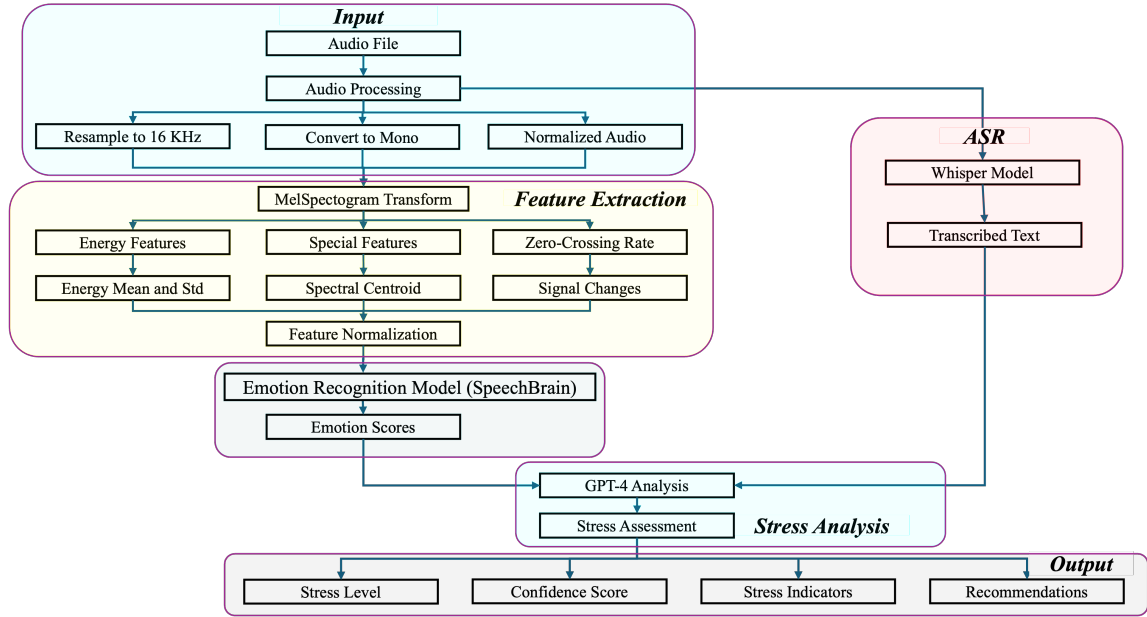 Input
Audio File
Audio Processing
Resample to 16 KHz
Convert to Mono
Normalized Audio
ASR
Whisper Model
Transcribed Text
MelSpectogram Transform
Feature Extraction
Energy Features
Special Features
Zero-Crossing Rate
Energy Mean and Std
Spectral Centroid
Signal Changes
Feature Normalization
Emotion Recognition Model (SpeechBrain)
Emotion Scores
GPT-4 Analysis
Stress Assessment
Stress Analysis
Output
Stress Level
Confidence Score
Stress Indicators
Recommendations